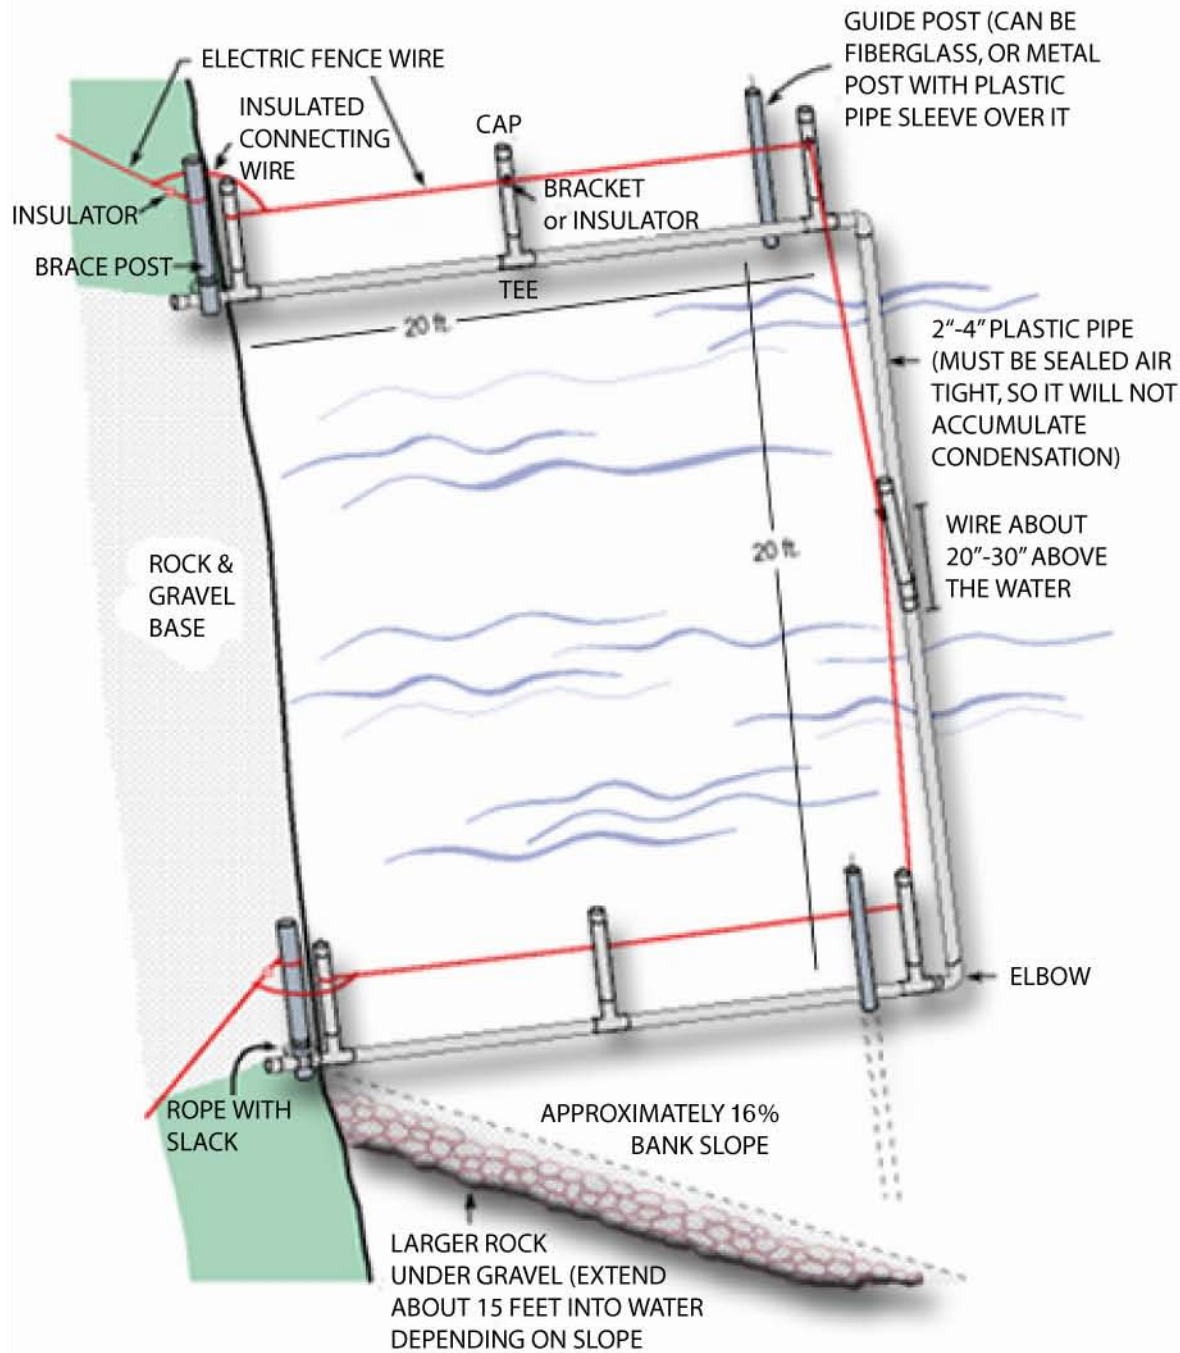 GUIDE POST (CAN BE
FIBERGLASS, OR METAL
POST WITH PLASTIC
PIPE SLEEVE OVER IT
ELECTRIC FENCE WIRE
INSULATED
CONNECTING
WIRE
CAP
BRACKET
or INSULATOR
INSULATOR
BRACE POST
TEE
20 ft.
2"-4" PLASTIC PIPE
(MUST BE SEALED AIR
TIGHT, SO IT WILL NOT
ACCUMULATE
CONDENSATION)
20 ft.
WIRE ABOUT
20"-30" ABOVE
THE WATER
ROCK &
GRAVEL
BASE
ELBOW
ROPE WITH
SLACK
APPROXIMATELY 16%
BANK SLOPE
LARGER ROCK
UNDER GRAVEL (EXTEND
ABOUT 15 FEET INTO WATER
DEPENDING ON SLOPE